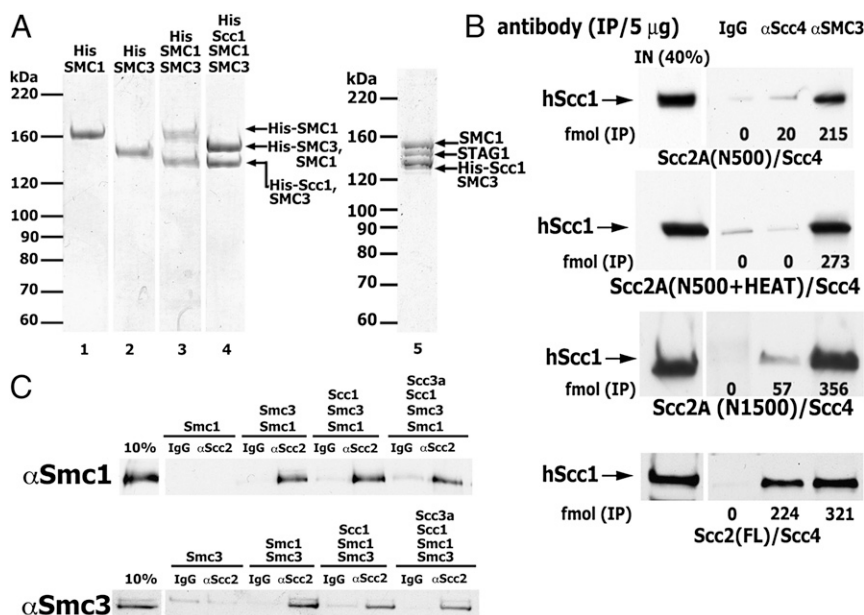 A
His
SMC1
His
SMC3
His
SMC1
SMC3
His
Scc1
SMC1
SMC3
kDa
220
160
120
90
80
70
60
His-SMC1
His-SMC3,
SMC1
His-Scc1,
SMC3
1 2 3 4
kDa
220
160
120
100
90
80
70
60
SMC1
STAG1
His-Scc1
SMC3
5
B
antibody (IP/5 μg) IgG αScc4 αSMC3
IN (40%)
hScc1
fmol (IP) 0 20 215
Scc2A(N500)/Scc4
hScc1
fmol (IP) 0 0 273
Scc2A(N500+HEAT)/Scc4
hScc1
fmol (IP) 0 57 356
Scc2A (N1500)/Scc4
hScc1
fmol (IP) 0 224 321
Scc2(FL)/Scc4
C
10%
Smc1
Smc3
Smc1
Scc1
Smc3
Smc1
Scc3a
Scc1
Smc3
Smc1
IgG αScc2 IgG αScc2 IgG αScc2 IgG αScc2
αSmc1
10%
Smc3
Smc1
Smc3
Scc1
Smc1
Smc3
Scc3a
Scc1
Smc1
Smc3
IgG αScc2 IgG αScc2 IgG αScc2 IgG αScc2
αSmc3